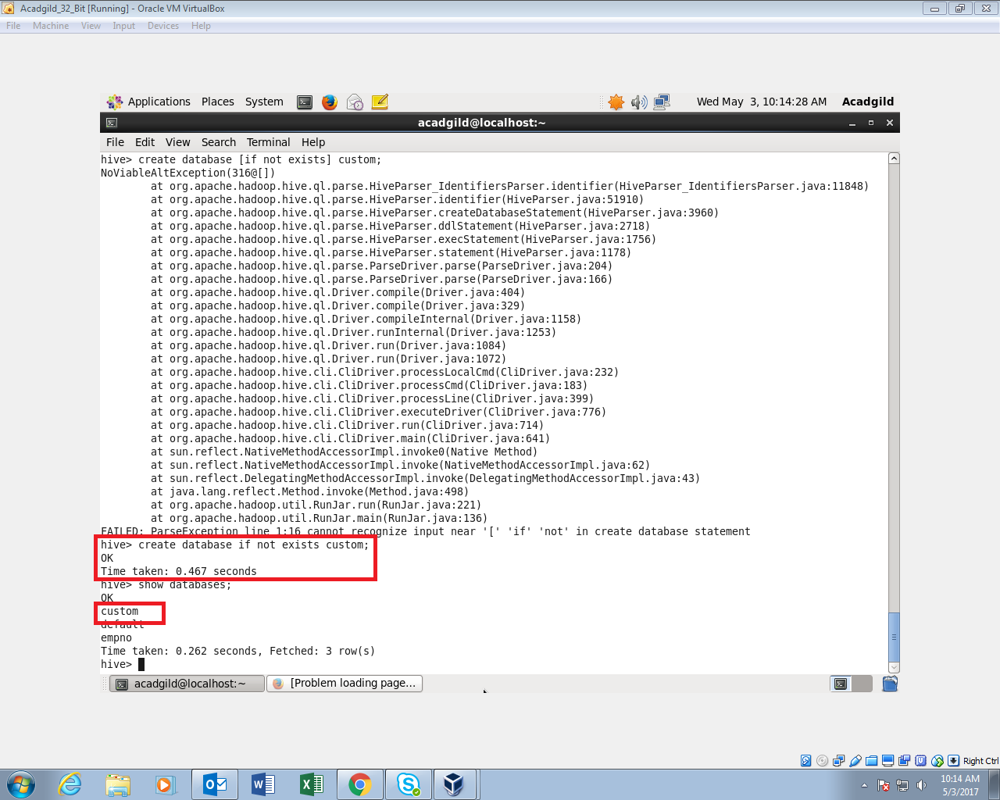 Acadgild_32_Bit [Running] - Oracle VM VirtualBox
File Machine View Input Devices Help
Applications Places System Wed May 3, 10:14:28 AM Acadgild
acadgild@localhost:~
File Edit View Search Terminal Help
hive> create database [if not exists] custom;
NoViableAltException(316@[])
at org.apache.hadoop.hive.ql.parse.HiveParser_IdentifiersParser.identifier(HiveParser_IdentifiersParser.java:11848)
at org.apache.hadoop.hive.ql.parse.HiveParser.identifier(HiveParser.java:51910)
at org.apache.hadoop.hive.ql.parse.HiveParser.createDatabaseStatement(HiveParser.java:3960)
at org.apache.hadoop.hive.ql.parse.HiveParser.ddlStatement(HiveParser.java:2718)
at org.apache.hadoop.hive.ql.parse.HiveParser.execStatement(HiveParser.java:1756)
at org.apache.hadoop.hive.ql.parse.HiveParser.statement(HiveParser.java:1178)
at org.apache.hadoop.hive.ql.parse.ParseDriver.parse(ParseDriver.java:204)
at org.apache.hadoop.hive.ql.parse.ParseDriver.parse(ParseDriver.java:166)
at org.apache.hadoop.hive.ql.Driver.compile(Driver.java:404)
at org.apache.hadoop.hive.ql.Driver.compile(Driver.java:329)
at org.apache.hadoop.hive.ql.Driver.compileInternal(Driver.java:1158)
at org.apache.hadoop.hive.ql.Driver.runInternal(Driver.java:1253)
at org.apache.hadoop.hive.ql.Driver.run(Driver.java:1084)
at org.apache.hadoop.hive.ql.Driver.run(Driver.java:1072)
at org.apache.hadoop.hive.cli.CliDriver.processLocalCmd(CliDriver.java:232)
at org.apache.hadoop.hive.cli.CliDriver.processCmd(CliDriver.java:183)
at org.apache.hadoop.hive.cli.CliDriver.processLine(CliDriver.java:399)
at org.apache.hadoop.hive.cli.CliDriver.executeDriver(CliDriver.java:776)
at org.apache.hadoop.hive.cli.CliDriver.run(CliDriver.java:714)
at org.apache.hadoop.hive.cli.CliDriver.main(CliDriver.java:641)
at sun.reflect.NativeMethodAccessorImpl.invoke0(Native Method)
at sun.reflect.NativeMethodAccessorImpl.invoke(NativeMethodAccessorImpl.java:62)
at sun.reflect.DelegatingMethodAccessorImpl.invoke(DelegatingMethodAccessorImpl.java:43)
at java.lang.reflect.Method.invoke(Method.java:498)
at org.apache.hadoop.util.RunJar.run(RunJar.java:221)
at org.apache.hadoop.util.RunJar.main(RunJar.java:136)
FAILED: ParseException line 1:16 cannot recognize input near '[' 'if' 'not' in create database statement
hive> create database if not exists custom;
OK
Time taken: 0.467 seconds
hive> show databases;
OK
custom
default
empno
Time taken: 0.262 seconds, Fetched: 3 row(s)
hive>
acadgild@localhost:~ [Problem loading page...
Right Ctrl
10:14 AM
5/3/2017